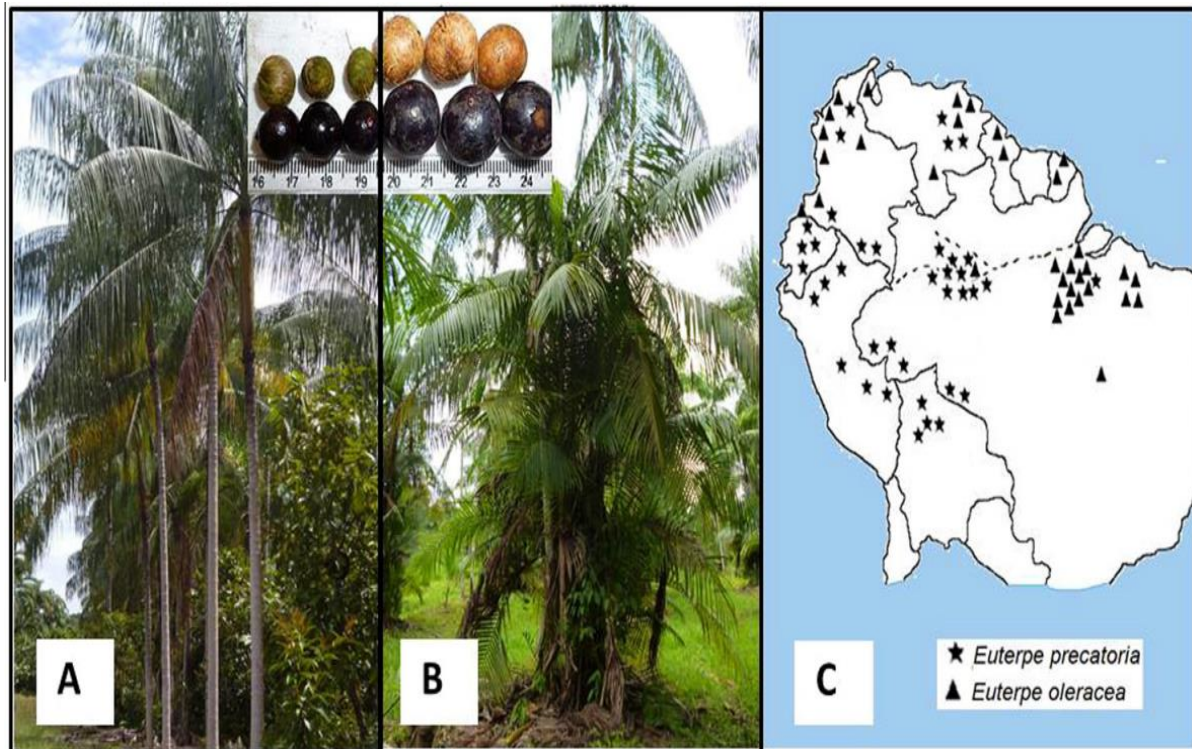 16 17 18 19
20 21 22 23 24
A
B
C
Euterpe precatoria
Euterpe oleracea